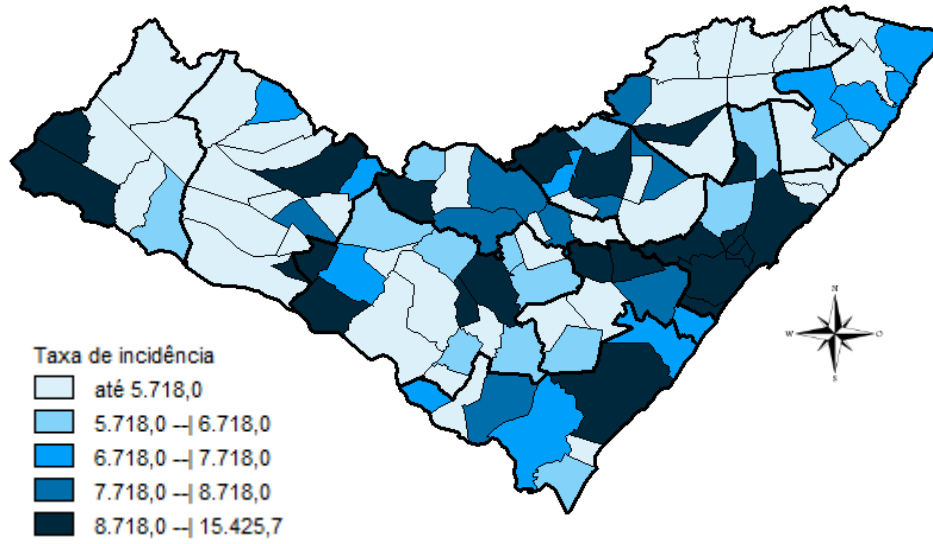 N
W
O
S
Taxa de incidência
até 5.718,0
5.718,0 --| 6.718,0
6.718,0 --| 7.718,0
7.718,0 --| 8.718,0
8.718,0 --| 15.425,7